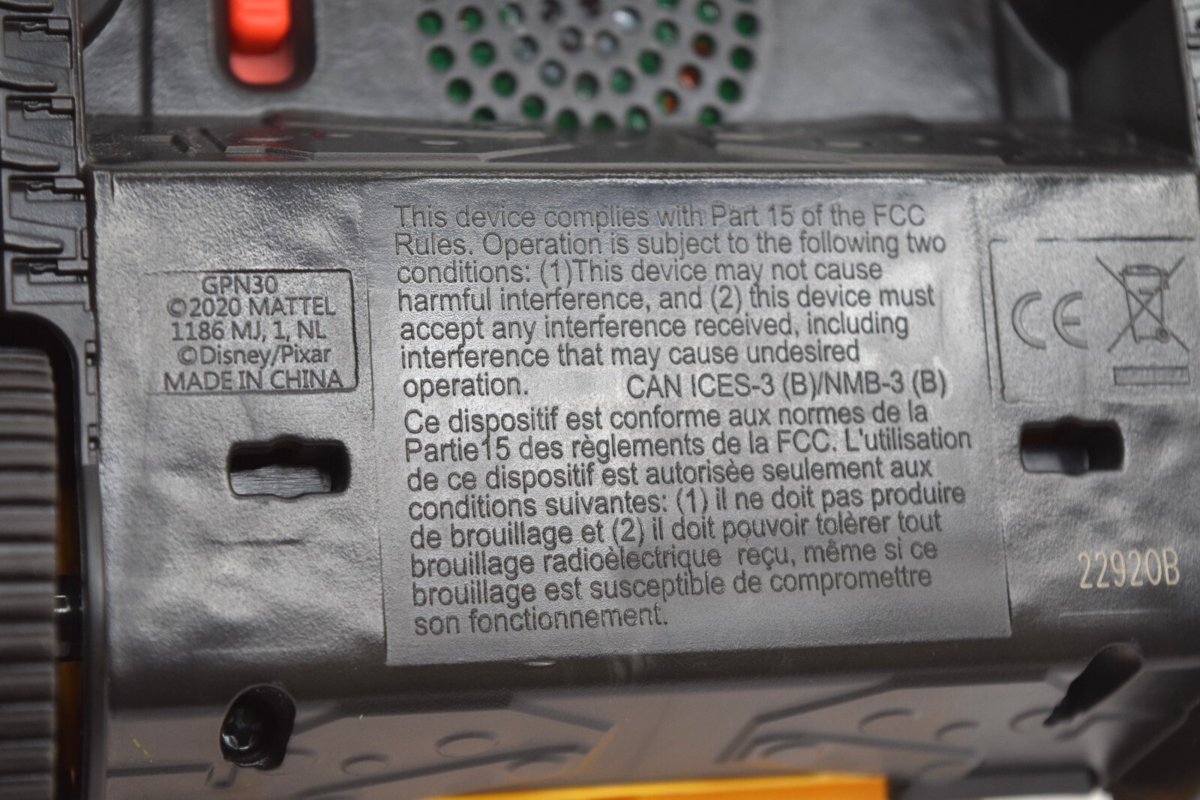 GPN30
©2020 MATTEL
1186 MJ, 1, NL
©Disney/Pixar
MADE IN CHINA
This device complies with Part 15 of the FCC
Rules. Operation is subject to the following two
conditions: (1)This device may not cause
harmful interference, and (2) this device must
accept any interference received, including
interference that may cause undesired
operation. CAN ICES-3 (B)/NMB-3 (B)
Ce dispositif est conforme aux normes de la
Partie15 des règlements de la FCC. L'utilisation
de ce dispositif est autorisèe seulement aux
conditions suivantes: (1) il ne doit pas produire
de brouillage et (2) il doit pouvoir tolèrer tout
brouillage radioèlectrique reçu, même si ce
brouillage est susceptible de compromettre
son fonctionnement.
CE
22920B